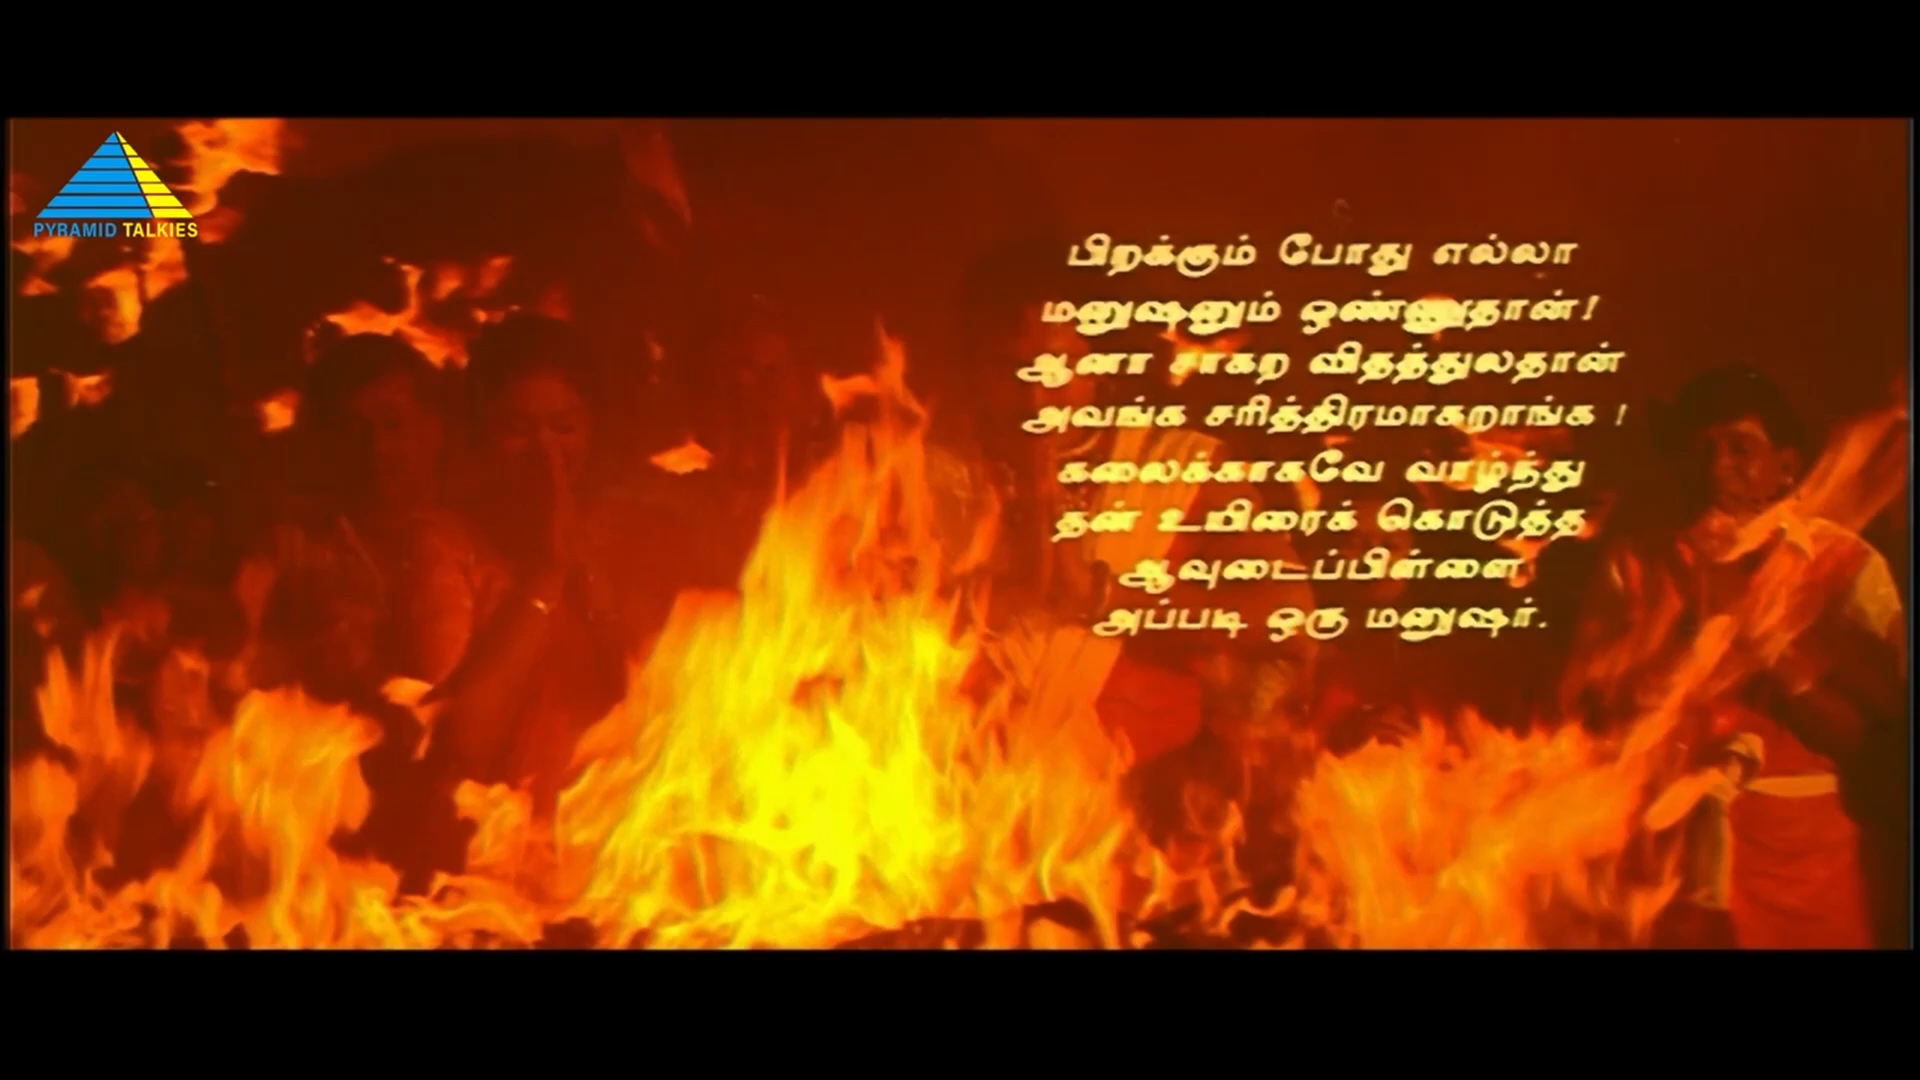 PYRAMID TALKIES
பிறக்கும் போது எல்லா
மனுஷனும் ஒண்ணுதான்!
ஆனா சாகற விதத்துலதான்
அவங்க சரித்திரமாகறாங்க !
கலைக்காகவே வாழ்ந்து
தன் உயிரைக் கொடுத்த
ஆவுடைப்பிள்ளை
அப்படி ஒரு மனுஷர்.